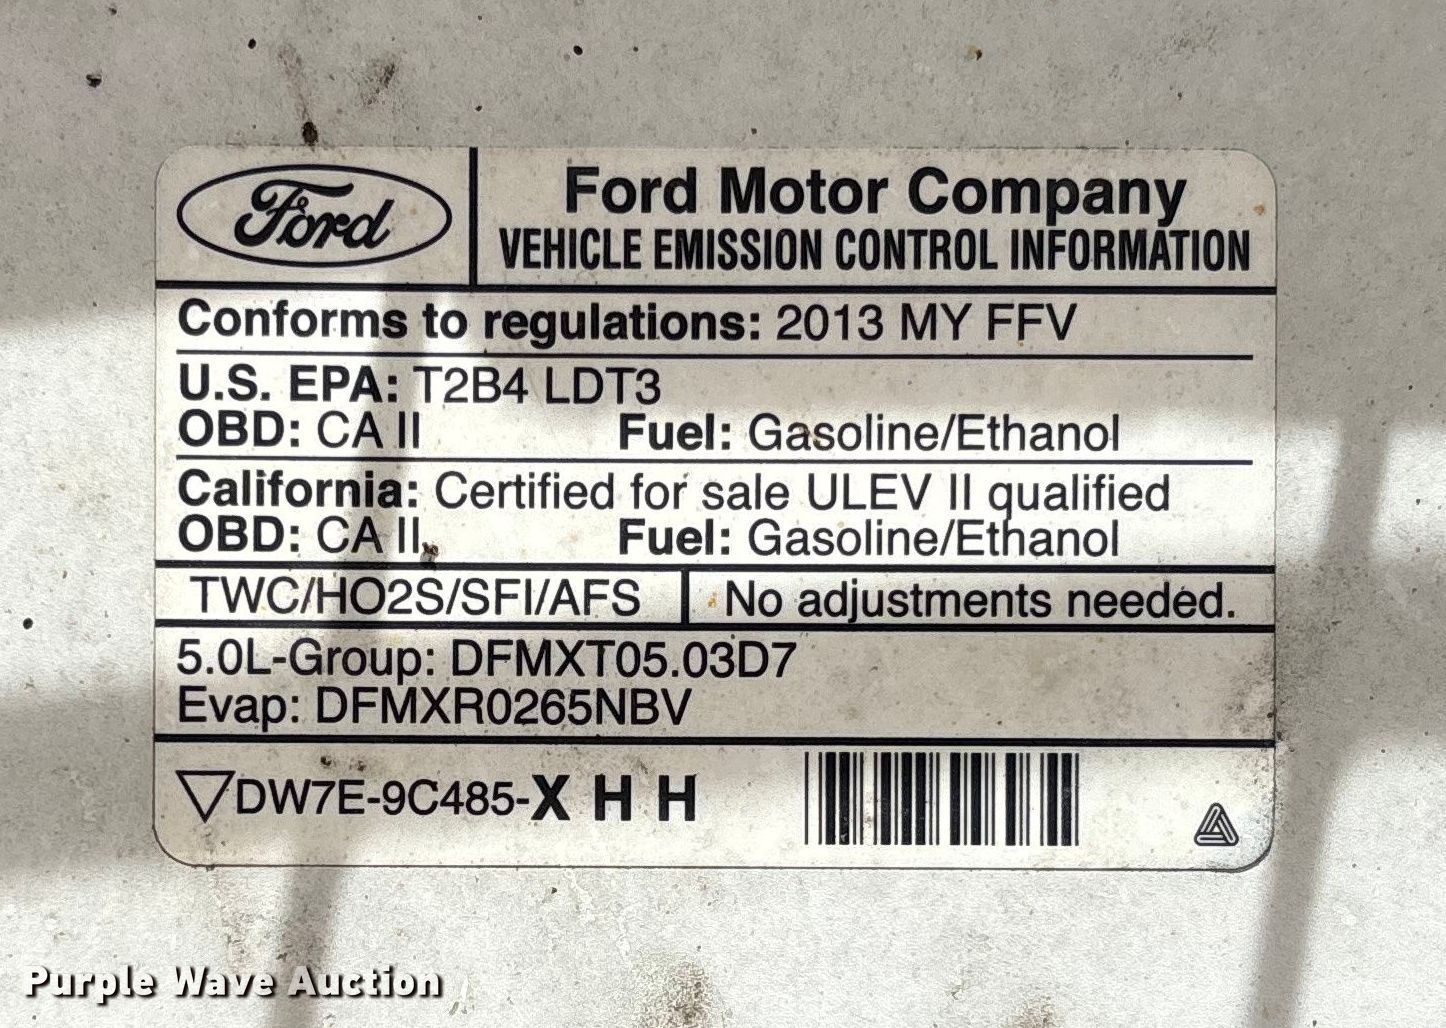 Ford
Ford Motor Company
VEHICLE EMISSION CONTROL INFORMATION
Conforms to regulations: 2013 MY FFV
U.S. EPA: T2B4 LDT3
OBD: CA II Fuel: Gasoline/Ethanol
California: Certified for sale ULEV II qualified
OBD: CA II Fuel: Gasoline/Ethanol
TWC/HO2S/SFI/AFS No adjustments needed.
5.0L-Group: DFMXT05.03D7
Evap: DFMXR0265NBV
DW7E-9C485-X H H
Purple Wave Auction